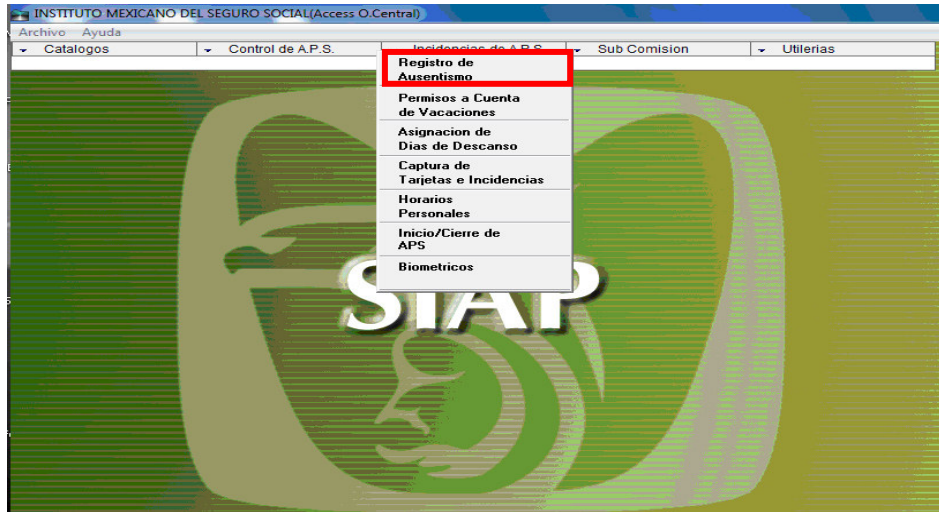 INSTITUTO MEXICANO DEL SEGURO SOCIAL(Access O.Central)
Archivo Ayuda
Catalogos Control de A.P.S. Incidencias de A.P.S. Sub Comision Utilerias
Registro de
Ausentismo
Permisos a Cuenta
de Vacaciones
Asignacion de
Dias de Descanso
Captura de
Tarjetas e Incidencias
Horarios
Personales
Inicio/Cierre de
APS
Biometricos
SIAP